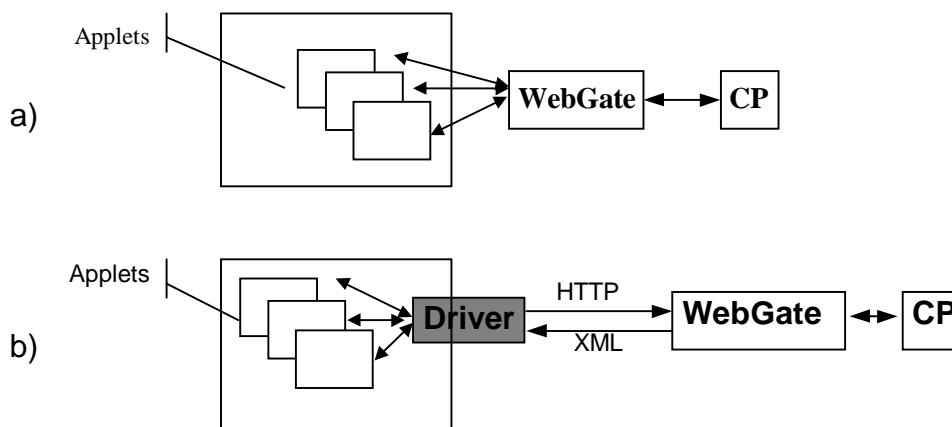 Applets
a)
WebGate
CP
Applets
b)
Driver
HTTP
XML
WebGate
CP